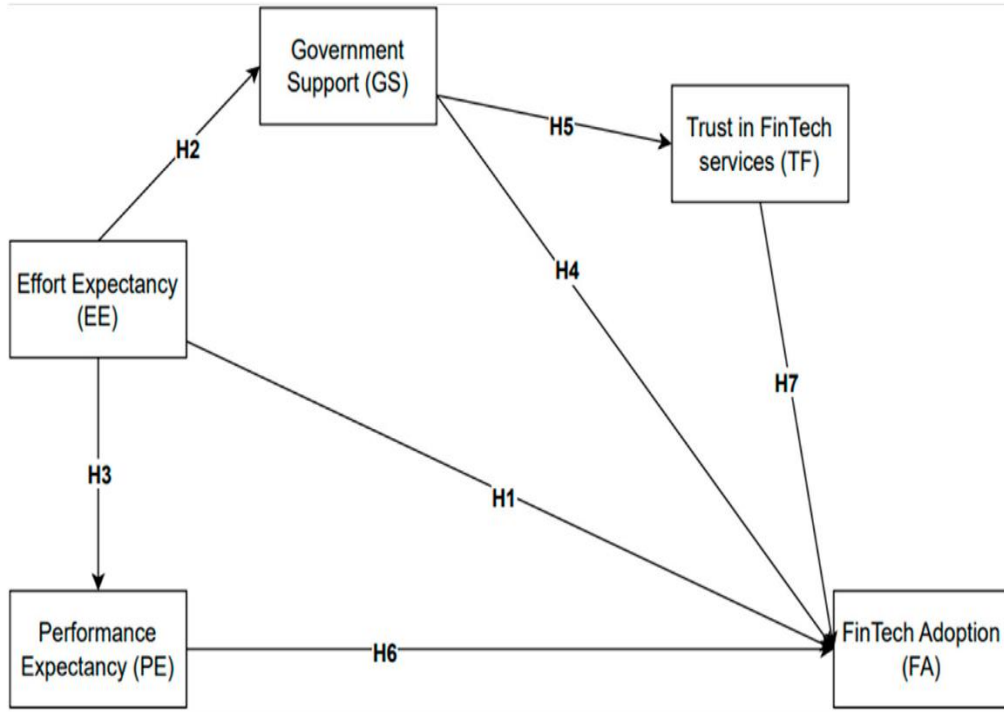 Government
Support (GS)
H5
Trust in FinTech
services (TF)
H2
Effort Expectancy
(EE)
H4
H7
H3
H1
Performance
Expectancy (PE)
H6
FinTech Adoption
(FA)